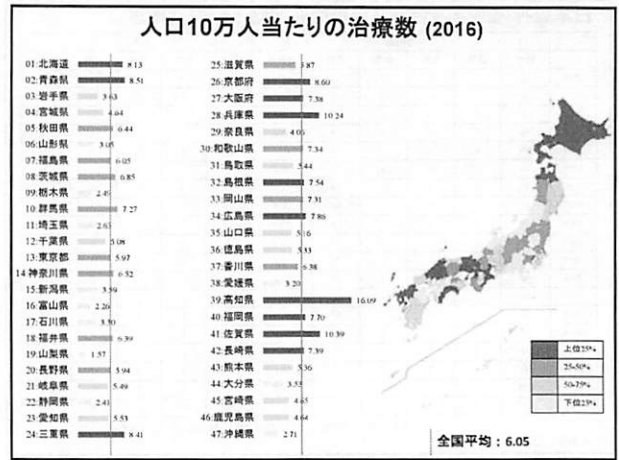 人口10万人当たりの治療数 (2016)
01:北海道 8.13
02:青森県 8.51
03:岩手県 3.63
04:宮城県 4.64
05:秋田県 6.44
06:山形県 3.05
07:福島県 6.05
08:茨城県 6.85
09:栃木県 2.49
10:群馬県 7.27
11:埼玉県 2.63
12:千葉県 5.08
13:東京都 5.97
14 神奈川県 6.52
15:新潟県 3.59
16:富山県 2.26
17:石川県 3.50
18:福井県 6.39
19:山梨県 1.57
20:長野県 5.94
21:岐阜県 5.49
22:静岡県 2.41
23:愛知県 5.53
24:三重県 8.41
25:滋賀県 5.87
26:京都府 8.60
27:大阪府 7.58
28:兵庫県 10.24
29:奈良県
30:和歌山県 7.34
31:鳥取県 5.44
32:島根県 7.54
33:岡山県 7.31
34:広島県 7.86
35:山口県 5.16
36:徳島県 5.33
37:香川県 6.38
38:愛媛県 3.20
39:高知県 16.09
40:福岡県 7.70
41:佐賀県 10.39
42:長崎県 7.39
43:熊本県 5.36
44:大分県 3.53
45:宮崎県 4.65
46:鹿児島県 4.64
47:沖縄県 2.71
上位25%
25-50%
50-75%
下位25%
全国平均：6.05